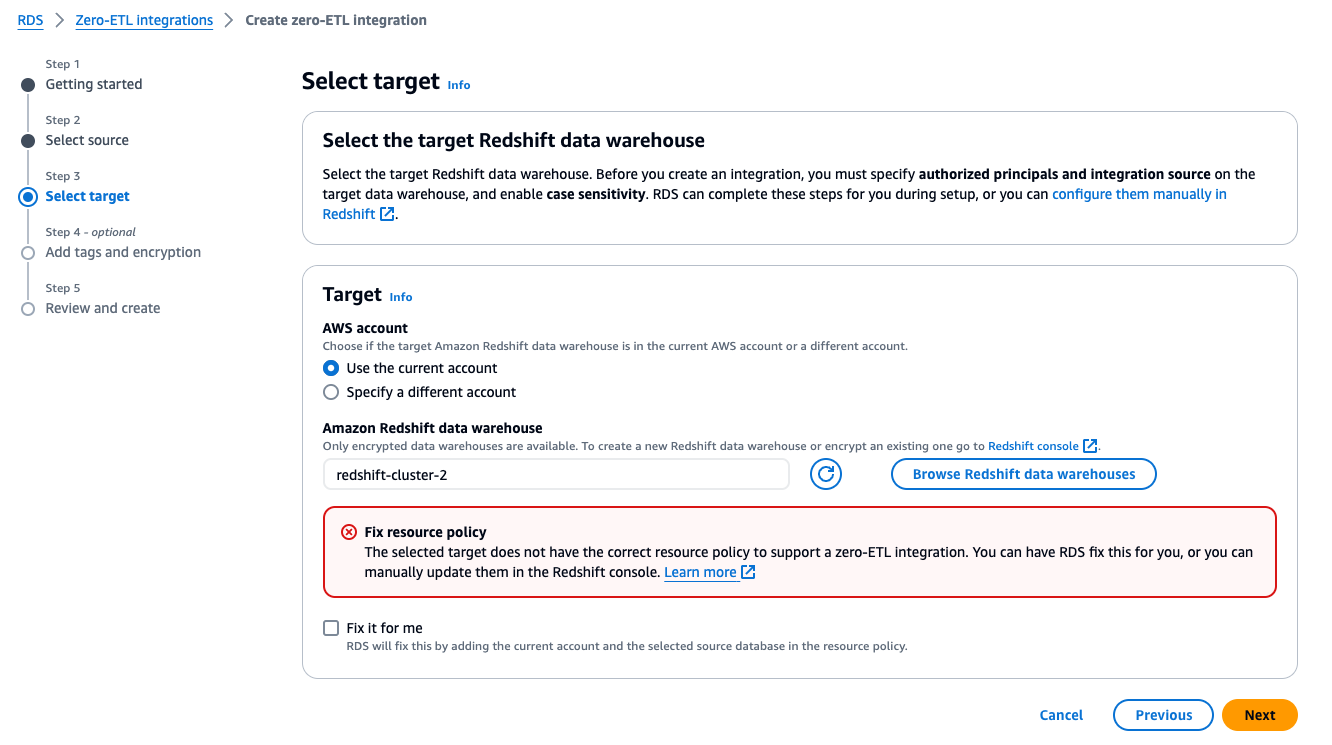 RDS > Zero-ETL integrations > Create zero-ETL integration
Step 1
Getting started
Step 2
Select source
Step 3
Select target
Step 4 - optional
Add tags and encryption
Step 5
Review and create
Select target Info
Select the target Redshift data warehouse
Select the target Redshift data warehouse. Before you create an integration, you must specify authorized principals and integration source on the
target data warehouse, and enable case sensitivity. RDS can complete these steps for you during setup, or you can configure them manually in
Redshift.
Target Info
AWS account
Choose if the target Amazon Redshift data warehouse is in the current AWS account or a different account.
Use the current account
Specify a different account
Amazon Redshift data warehouse
Only encrypted data warehouses are available. To create a new Redshift data warehouse or encrypt an existing one go to Redshift console.
redshift-cluster-2
Browse Redshift data warehouses
Fix resource policy
The selected target does not have the correct resource policy to support a zero-ETL integration. You can have RDS fix this for you, or you can
manually update them in the Redshift console. Learn more
Fix it for me
RDS will fix this by adding the current account and the selected source database in the resource policy.
Cancel
Previous
Next